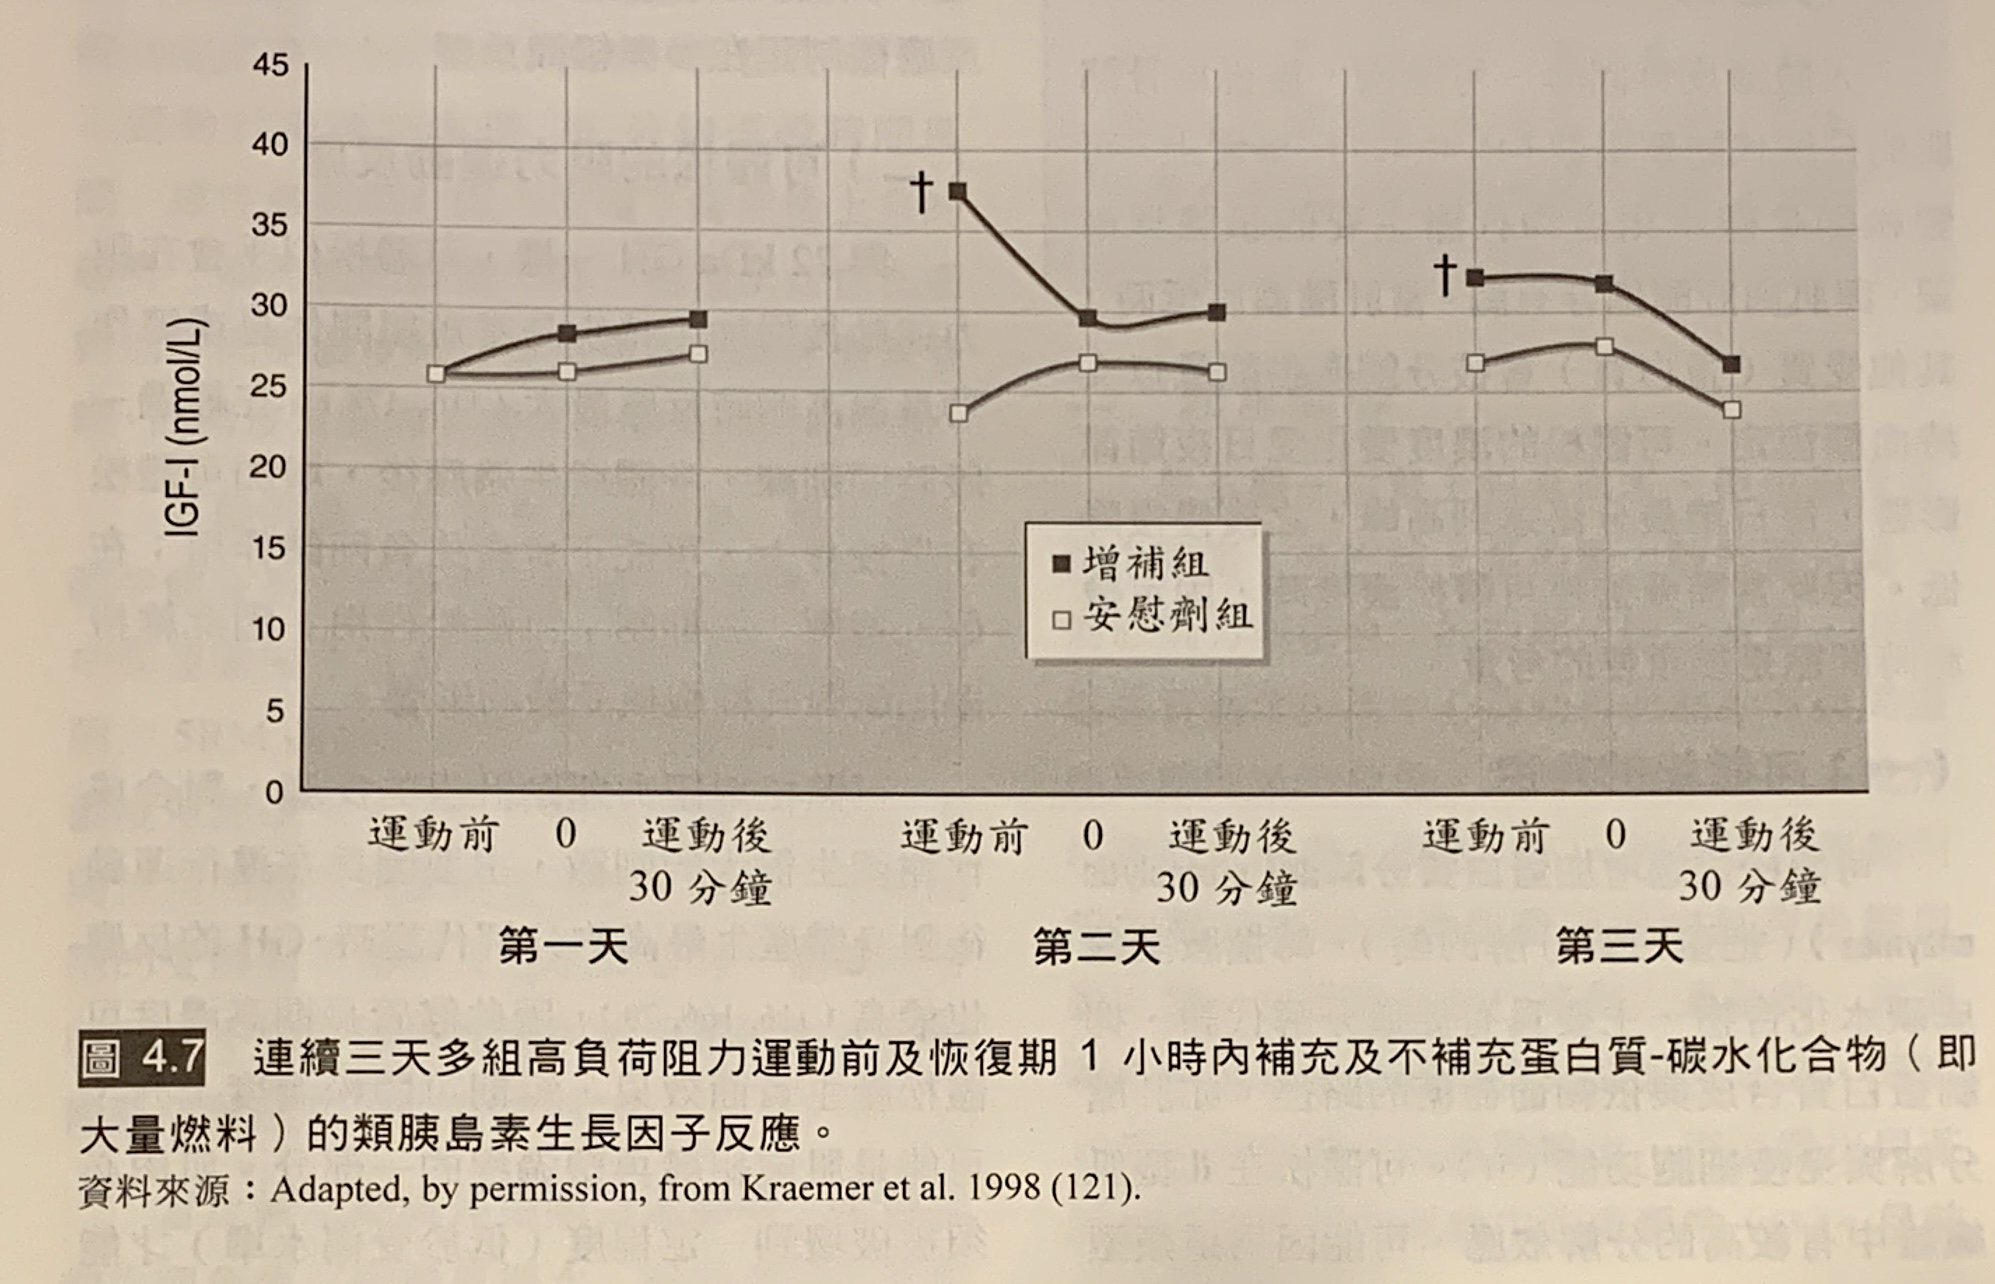 45
40
35
30
25
20
15
10
5
0
IGF-I (nmol/L)
†
†
■ 增補組
□ 安慰劑組
運動前 0 運動後 運動前 0 運動後 運動前 0 運動後
30 分鐘 30 分鐘 30 分鐘
第一天 第二天 第三天
圖 4.7 連續三天多組高負荷阻力運動前及恢復期 1 小時內補充及不補充蛋白質-碳水化合物（即
大量燃料）的類胰島素生長因子反應。
資料來源：Adapted, by permission, from Kraemer et al. 1998 (121).